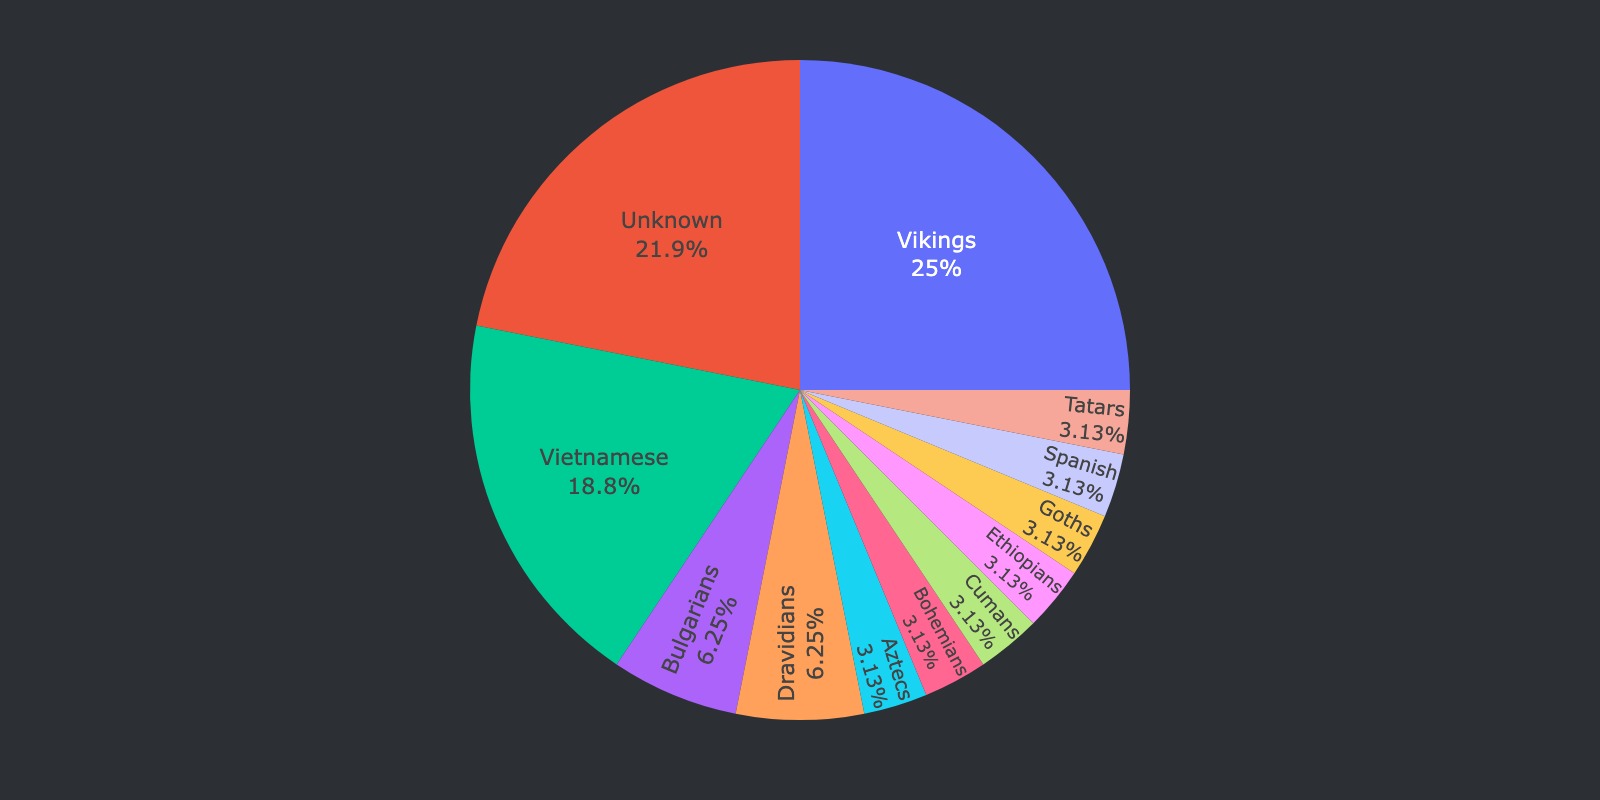 Vikings
25%
Unknown
21.9%
Vietnamese
18.8%
Bulgarians
6.25%
Dravidians
6.25%
Aztecs
3.13%
Bohemians
3.13%
Cumans
3.13%
Ethiopians
3.13%
Goths
3.13%
Spanish
3.13%
Tatars
3.13%